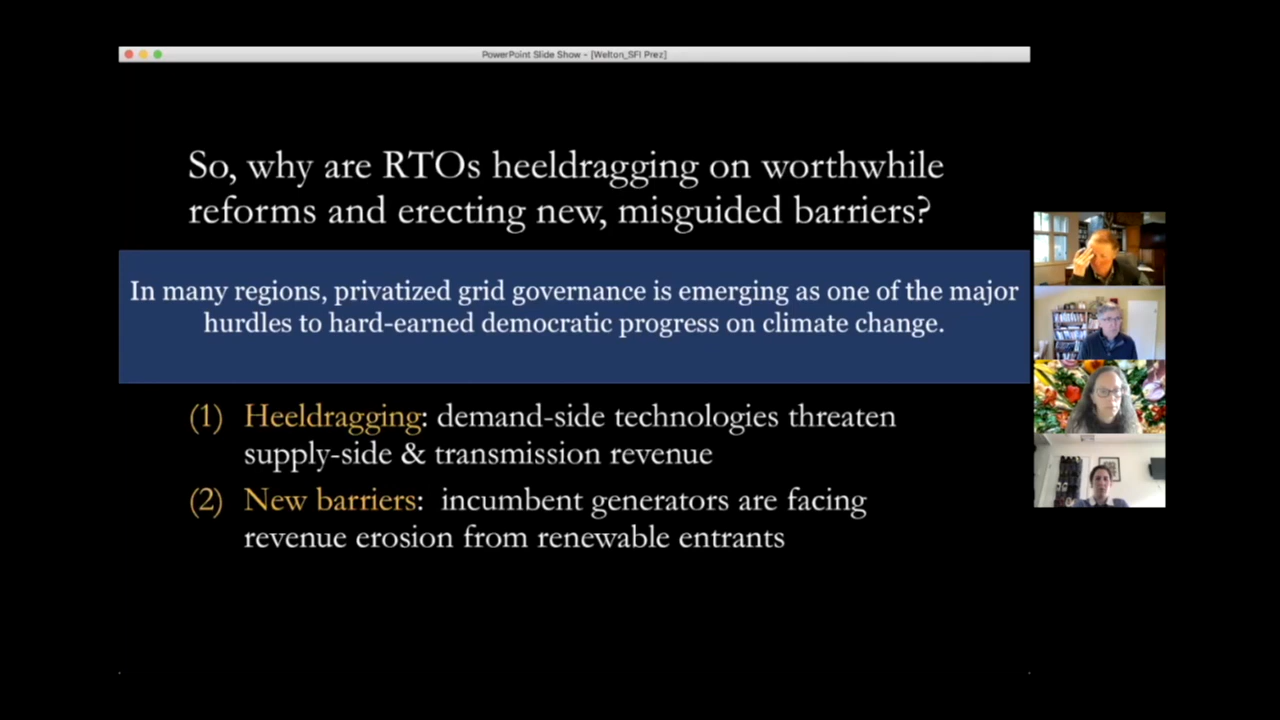 PowerPoint Slide Show - [Welton_SFI Prez]
So, why are RTOs heeldragging on worthwhile
reforms and erecting new, misguided barriers?
In many regions, privatized grid governance is emerging as one of the major
hurdles to hard-earned democratic progress on climate change.
(1) Heeldragging: demand-side technologies threaten
supply-side & transmission revenue
(2) New barriers: incumbent generators are facing
revenue erosion from renewable entrants